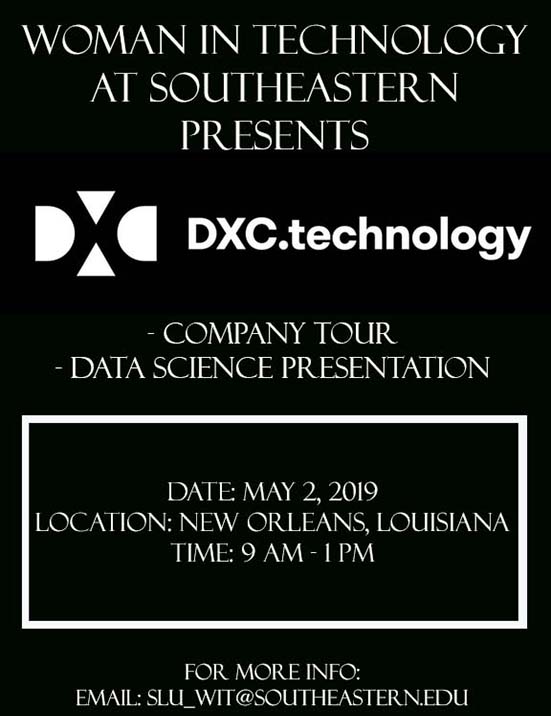 WOMAN IN TECHNOLOGY
AT SOUTHEASTERN
PRESENTS
DXC DXC.technology
- COMPANY TOUR
- DATA SCIENCE PRESENTATION
DATE: MAY 2, 2019
LOCATION: NEW ORLEANS, LOUISIANA
TIME: 9 AM - 1 PM
FOR MORE INFO:
EMAIL: SLU_WIT@SOUTHEASTERN.EDU